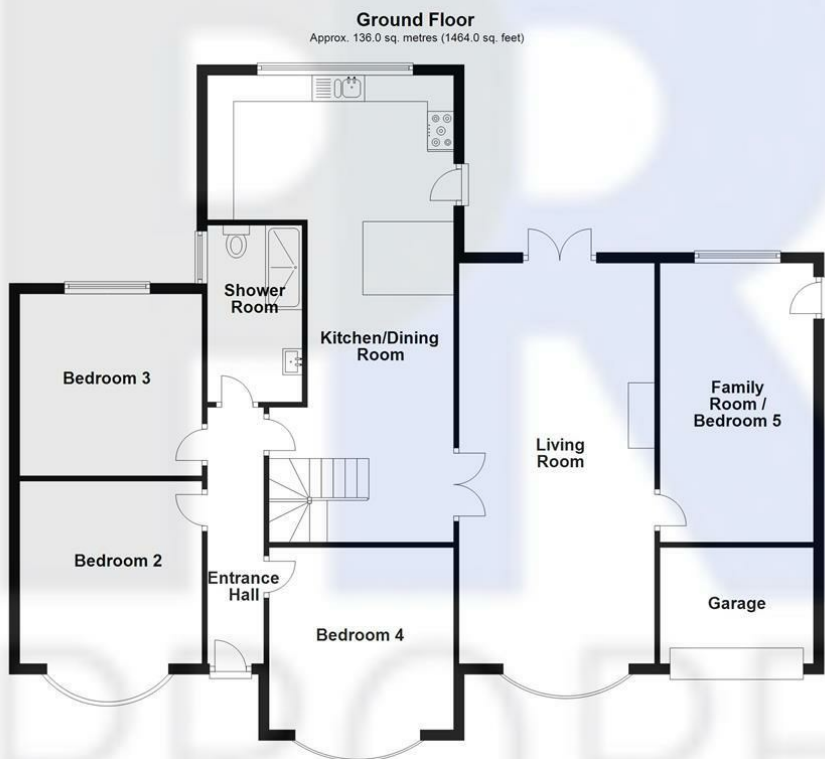 Ground Floor
Approx. 136.0 sq. metres (1464.0 sq. feet)
Shower
Room
Kitchen/Dining
Room
Bedroom 3
Family
Room /
Bedroom 5
Living
Room
Bedroom 2
Entrance
Hall
Garage
Bedroom 4